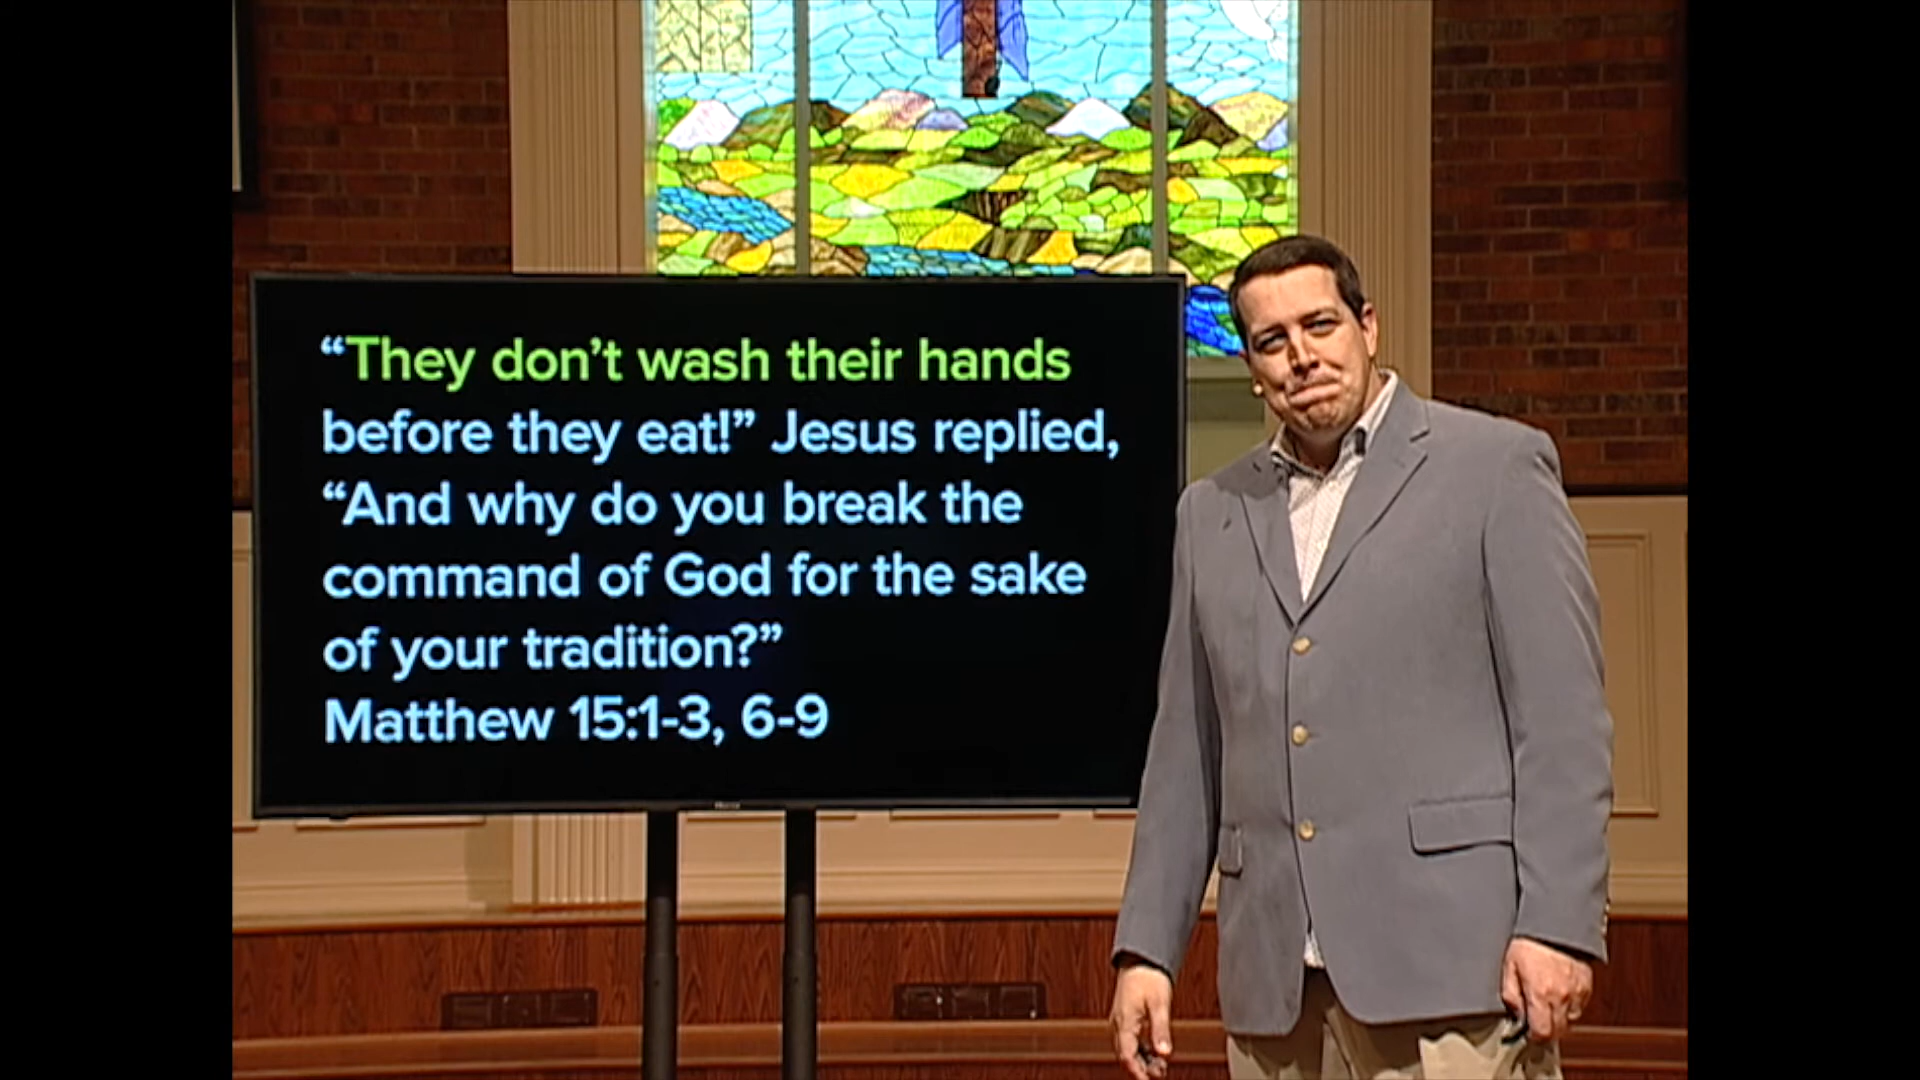 “They don’t wash their hands
before they eat!” Jesus replied,
“And why do you break the
command of God for the sake
of your tradition?”
Matthew 15:1-3, 6-9